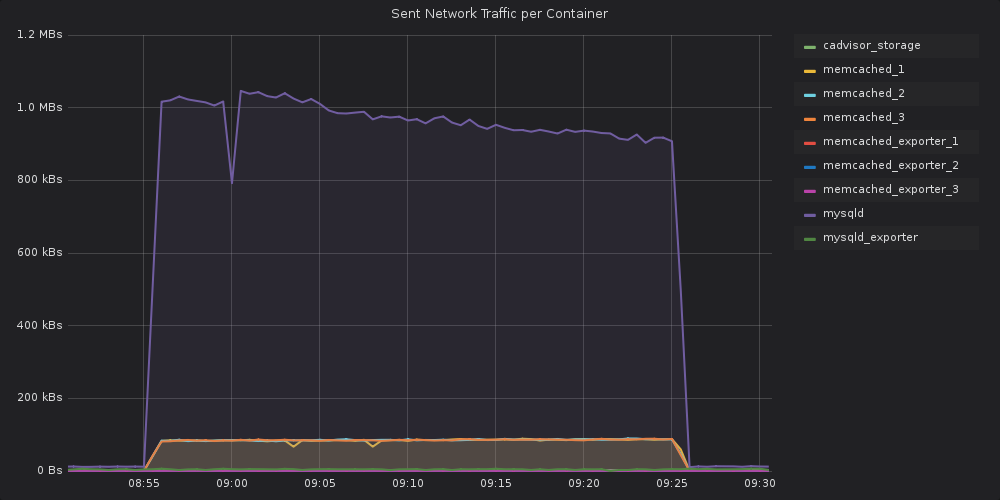 Sent Network Traffic per Container
1.2 MBs
1.0 MBs
800 kBs
600 kBs
400 kBs
200 kBs
0 Bs
08:55 09:00 09:05 09:10 09:15 09:20 09:25 09:30
cadvisor_storage
memcached_1
memcached_2
memcached_3
memcached_exporter_1
memcached_exporter_2
memcached_exporter_3
mysqld
mysqld_exporter